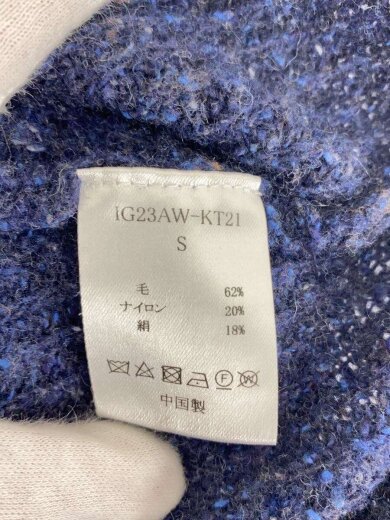 IG23AW-KT21
S
毛 62%
ナイロン 20%
絹 18%
中国製